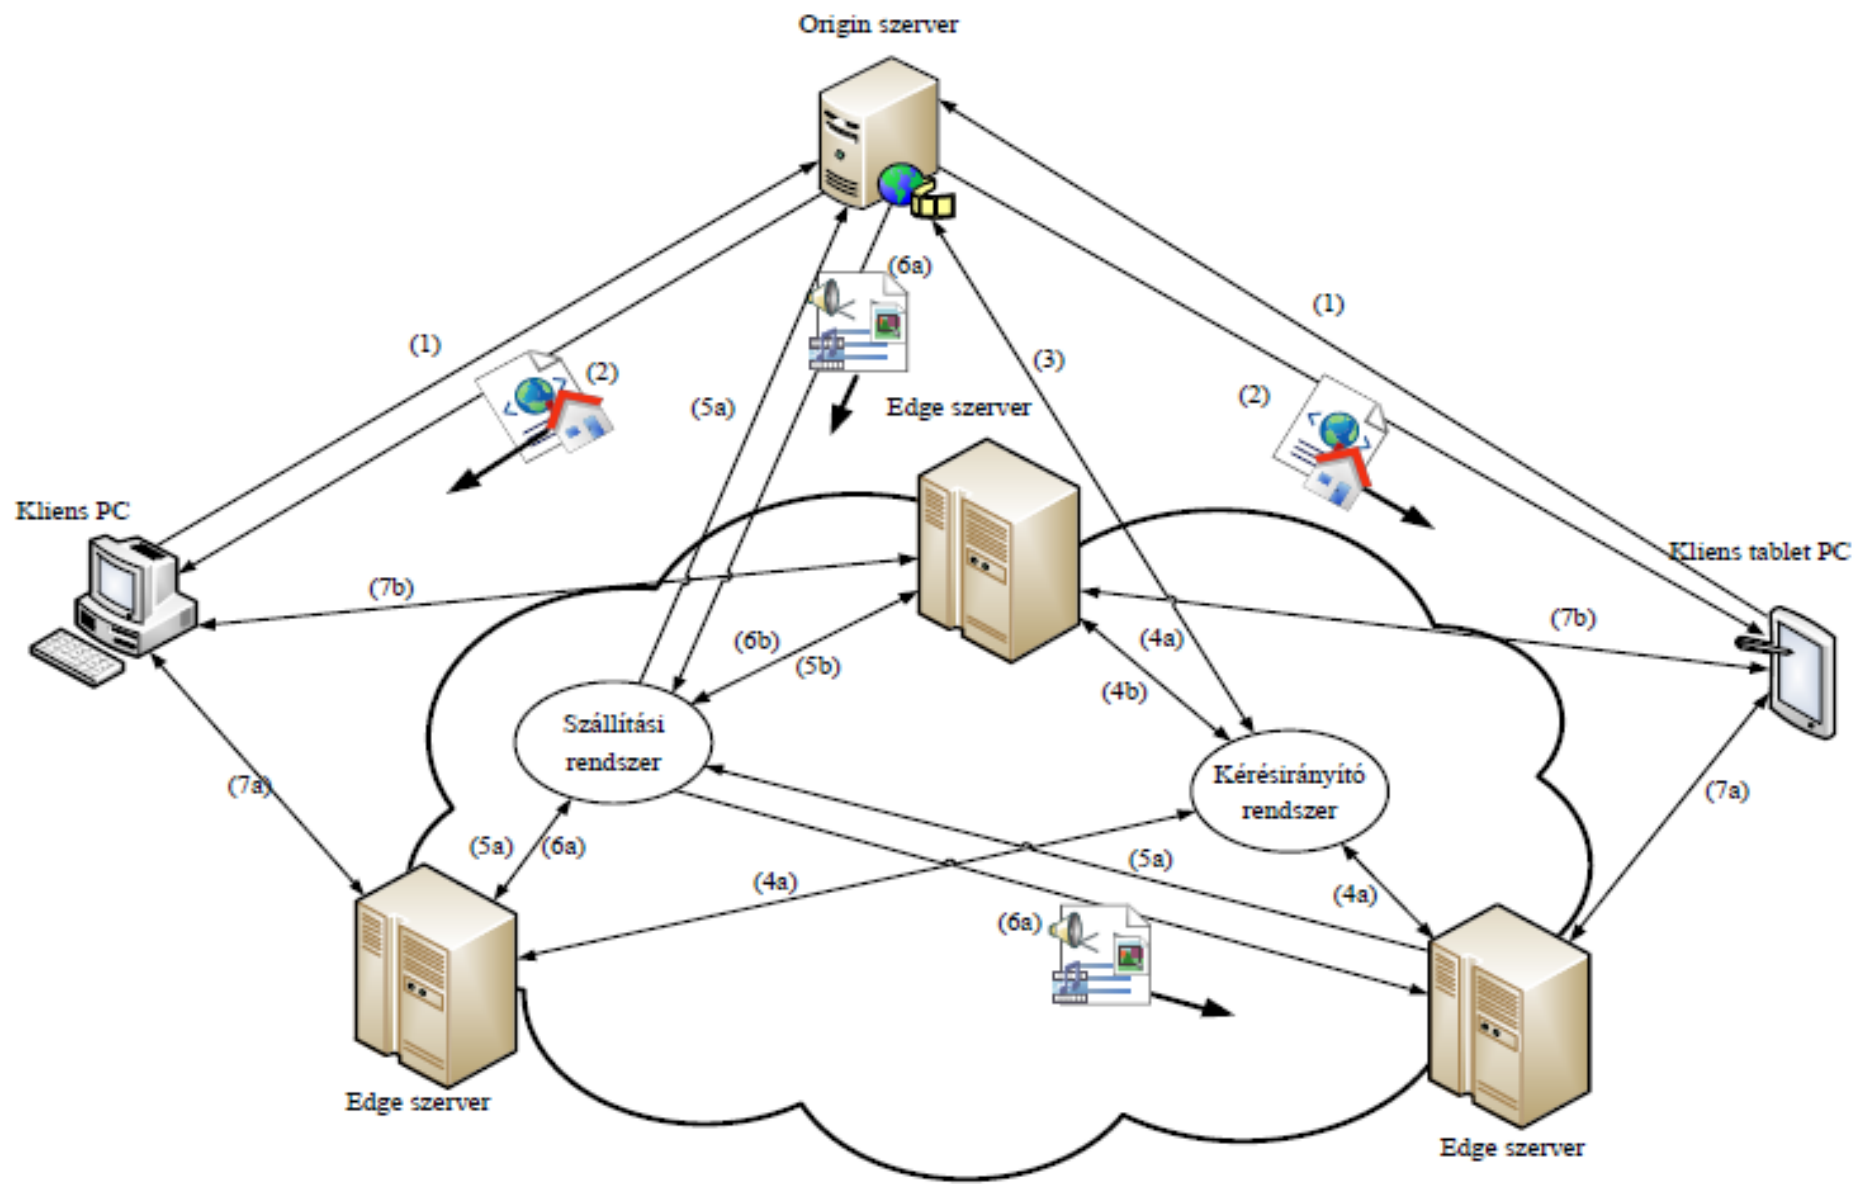 Origin szerver
(6a)
(1)
(1)
(3)
(2)
(2)
(5a)
Edge szerver
Kliens PC
Kliens tablet PC
(7b)
(7b)
(4a)
(6b)
(5b)
(4b)
Szállítási
rendszer
Kérésirányító
rendszer
(7a)
(7a)
(5a)
(6a)
(5a)
(4a)
(4a)
(6a)
Edge szerver
Edge szerver